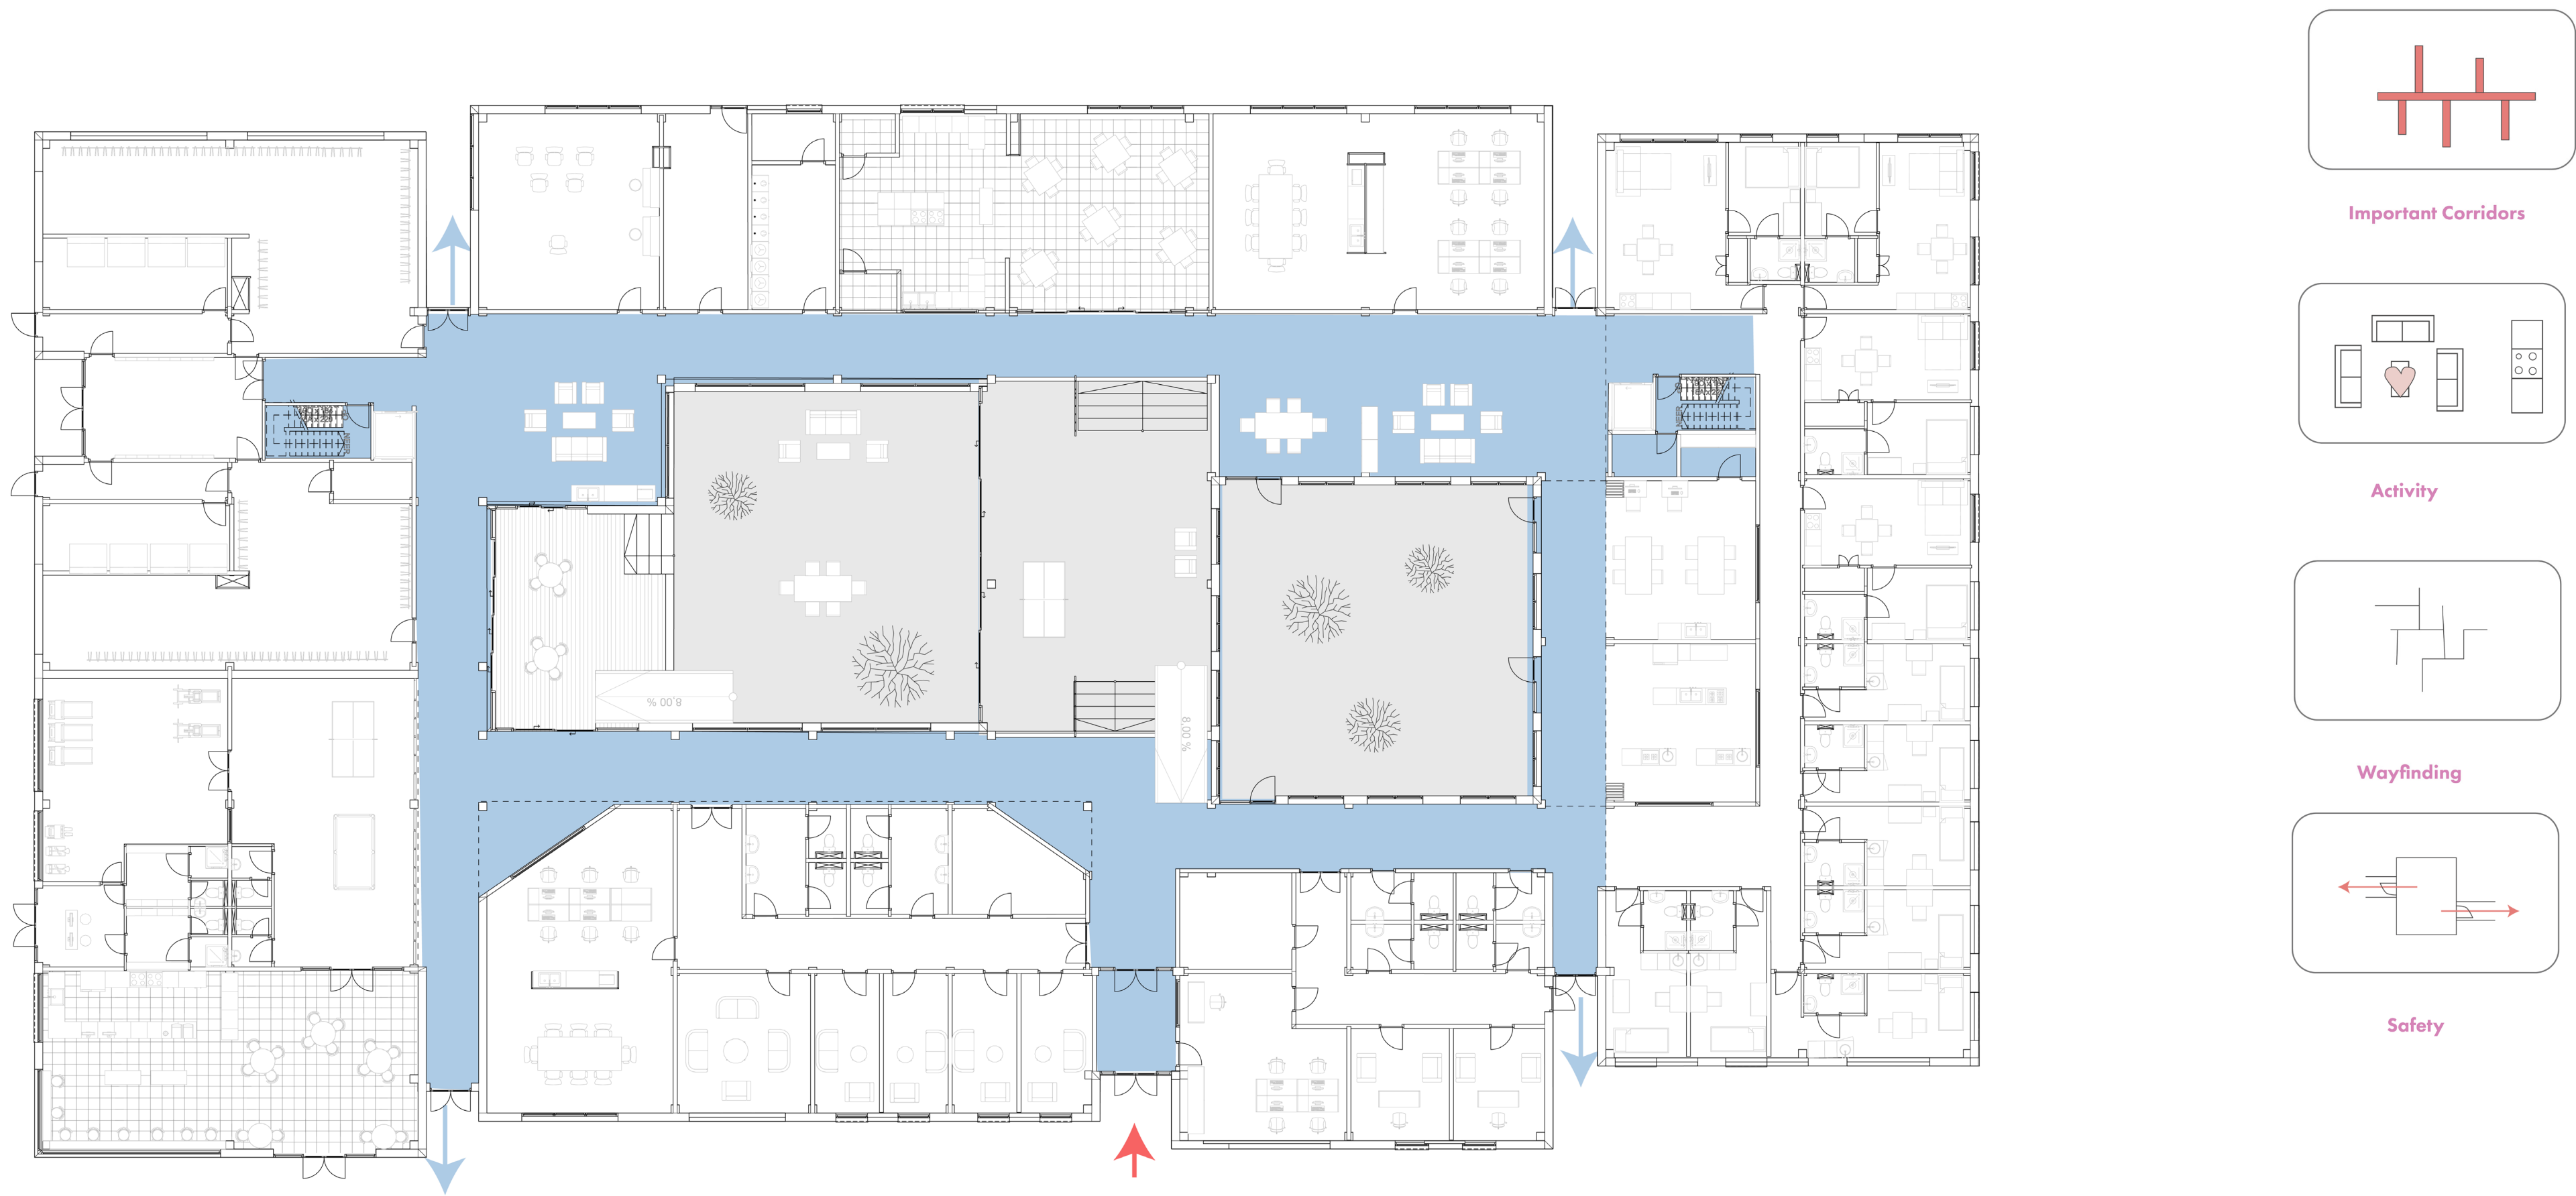 Important Corridors
Activity
8.00 %
8.00 %
Wayfinding
Safety